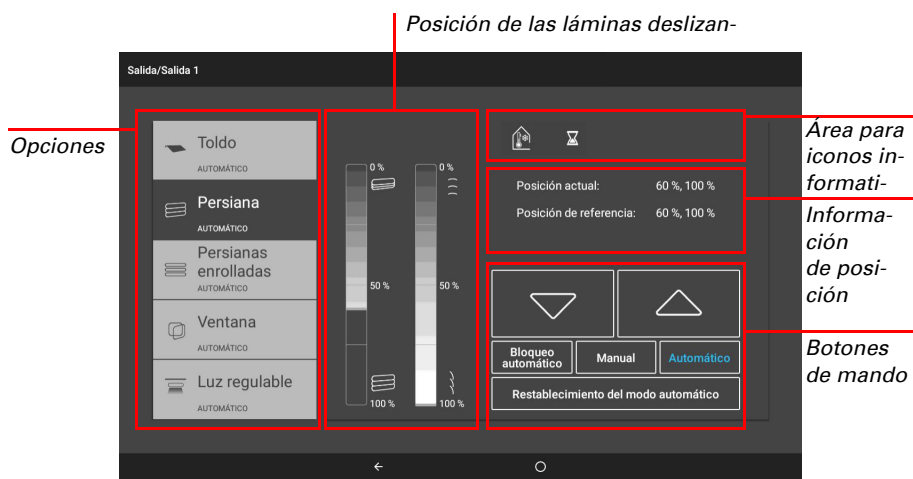 Posición de las láminas deslizan-
Salida/Salida 1
Opciones
Toldo
AUTOMÁTICO
Persiana
AUTOMÁTICO
Persianas
enrolladas
AUTOMÁTICO
Ventana
AUTOMÁTICO
Luz regulable
AUTOMÁTICO
0 %
50 %
100 %
0 %
50 %
100 %
Posición actual: 60 %, 100 %
Posición de referencia: 60 %, 100 %
Bloqueo
automático
Manual
Automático
Restablecimiento del modo automático
Área para
iconos in-
formati-
Informa-
ción
de posi-
ción
Botones
de mando